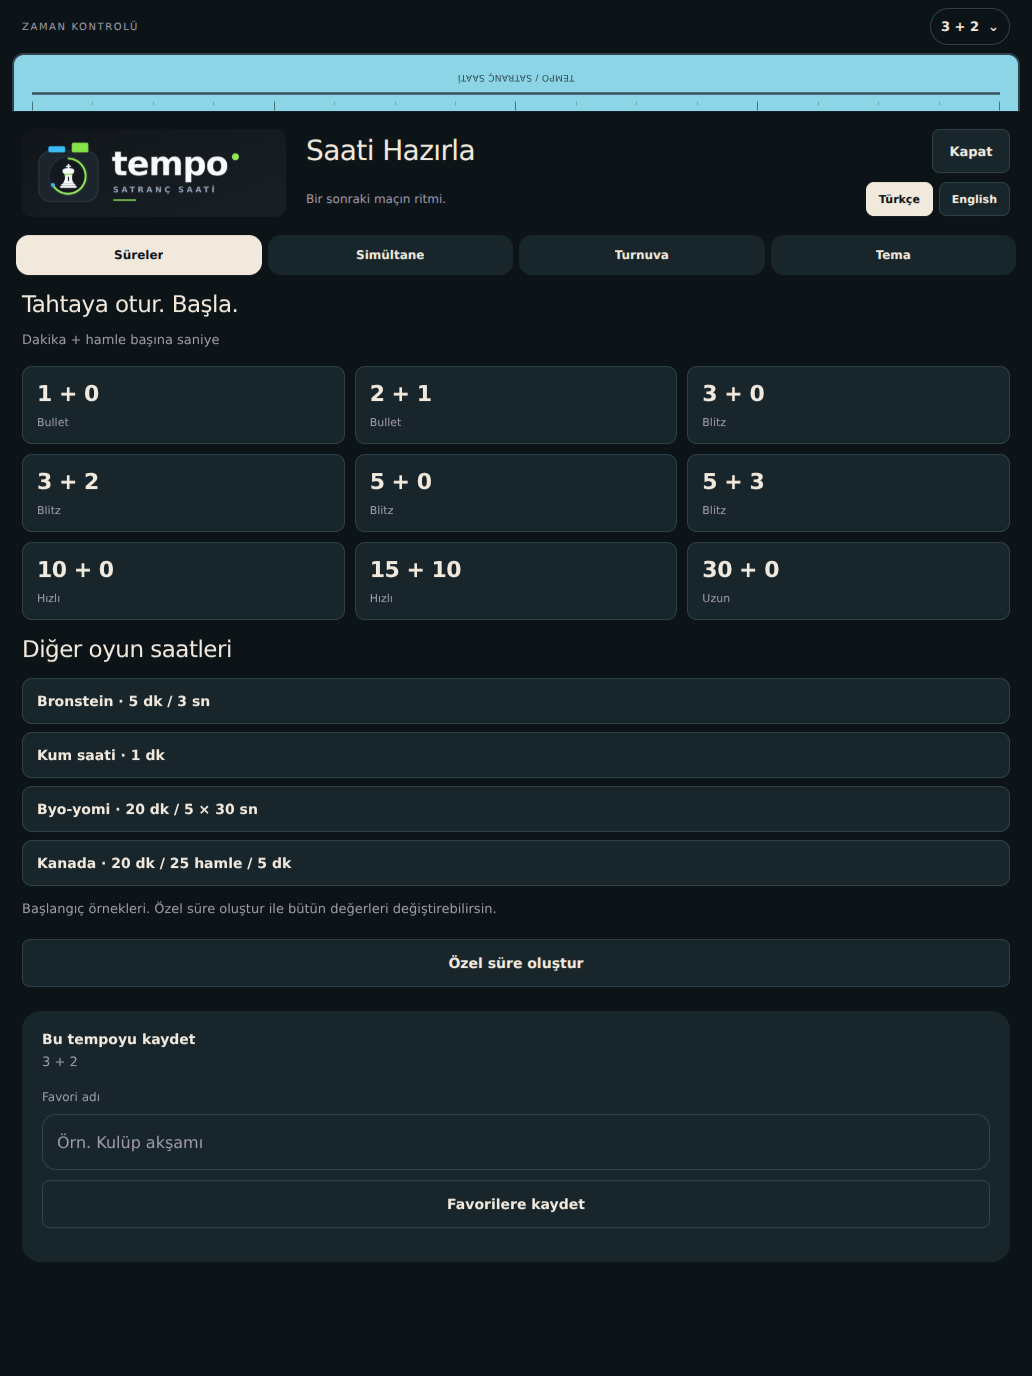 ZAMAN KONTROLÜ
3 + 2
TEMPO / SATRANÇ SAATİ
tempo
SATRANÇ SAATİ
Saati Hazırla
Bir sonraki maçın ritmi.
Kapat
Türkçe
English
Süreler
Simültane
Turnuva
Tema
Tahtaya otur. Başla.
Dakika + hamle başına saniye
1 + 0
Bullet
2 + 1
Bullet
3 + 0
Blitz
3 + 2
Blitz
5 + 0
Blitz
5 + 3
Blitz
10 + 0
Hızlı
15 + 10
Hızlı
30 + 0
Uzun
Diğer oyun saatleri
Bronstein · 5 dk / 3 sn
Kum saati · 1 dk
Byo-yomi · 20 dk / 5 × 30 sn
Kanada · 20 dk / 25 hamle / 5 dk
Başlangıç örnekleri. Özel süre oluştur ile bütün değerleri değiştirebilirsin.
Özel süre oluştur
Bu tempoyu kaydet
3 + 2
Favori adı
Örn. Kulüp akşamı
Favorilere kaydet